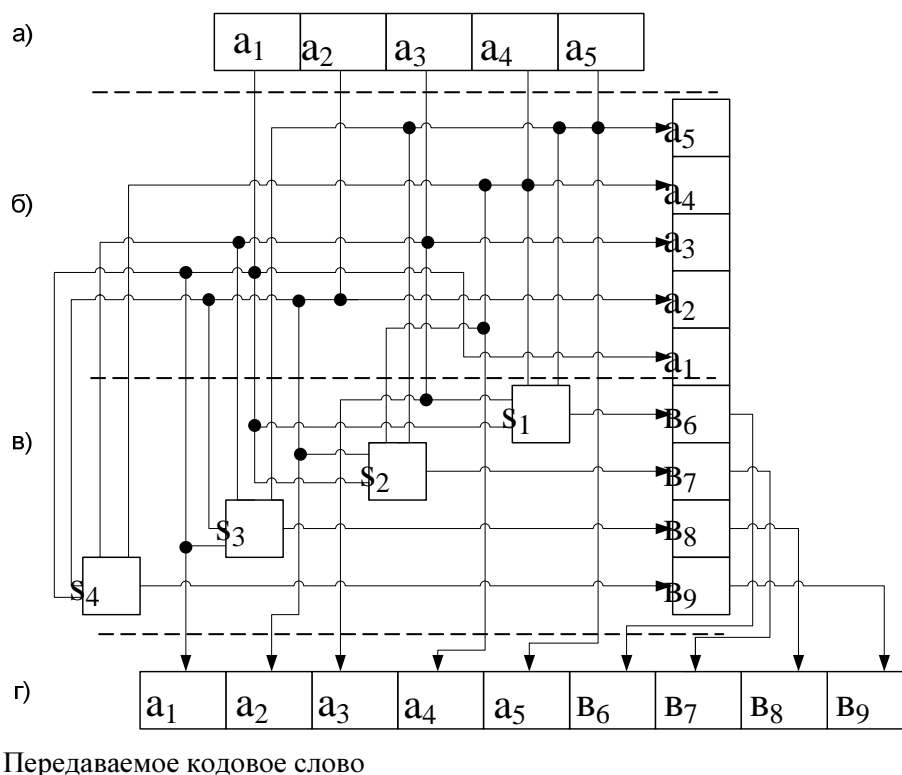 а) a₁ a₂ a₃ a₄ a₅
a₅
б) a₄
a₃
a₂
a₁
s₁ в₆
в) s₂ в₇
s₃ в₈
s₄ в₉
г) a₁ a₂ a₃ a₄ a₅ в₆ в₇ в₈ в₉
Передаваемое кодовое слово